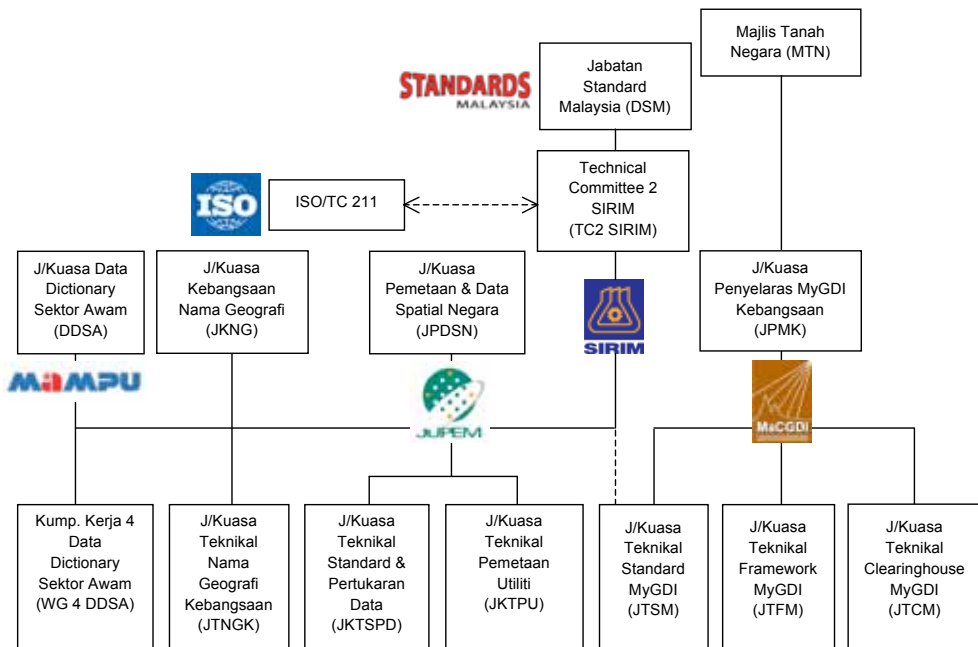 Majlis Tanah
Negara (MTN)
STANDARDS
MALAYSIA
Jabatan
Standard
Malaysia (DSM)
ISO
ISO/TC 211
Technical
Committee 2
SIRIM
(TC2 SIRIM)
J/Kuasa Data
Dictionary
Sektor Awam
(DDSA)
J/Kuasa
Kebangsaan
Nama Geografi
(JKNG)
J/Kuasa
Pemetaan & Data
Spatial Negara
(JPDSN)
SIRIM
J/Kuasa
Penyelaras MyGDI
Kebangsaan
(JPMK)
MAMPU
JUPEM
MaCGDI
Kump. Kerja 4
Data
Dictionary
Sektor Awam
(WG 4 DDSA)
J/Kuasa
Teknikal
Nama
Geografi
Kebangsaan
(JTNGK)
J/Kuasa
Teknikal
Standard &
Pertukaran
Data
(JKTSPD)
J/Kuasa
Teknikal
Pemetaan
Utiliti
(JKTPU)
J/Kuasa
Teknikal
Standard
MyGDI
(JTSM)
J/Kuasa
Teknikal
Framework
MyGDI
(JTFM)
J/Kuasa
Teknikal
Clearinghouse
MyGDI
(JTCM)